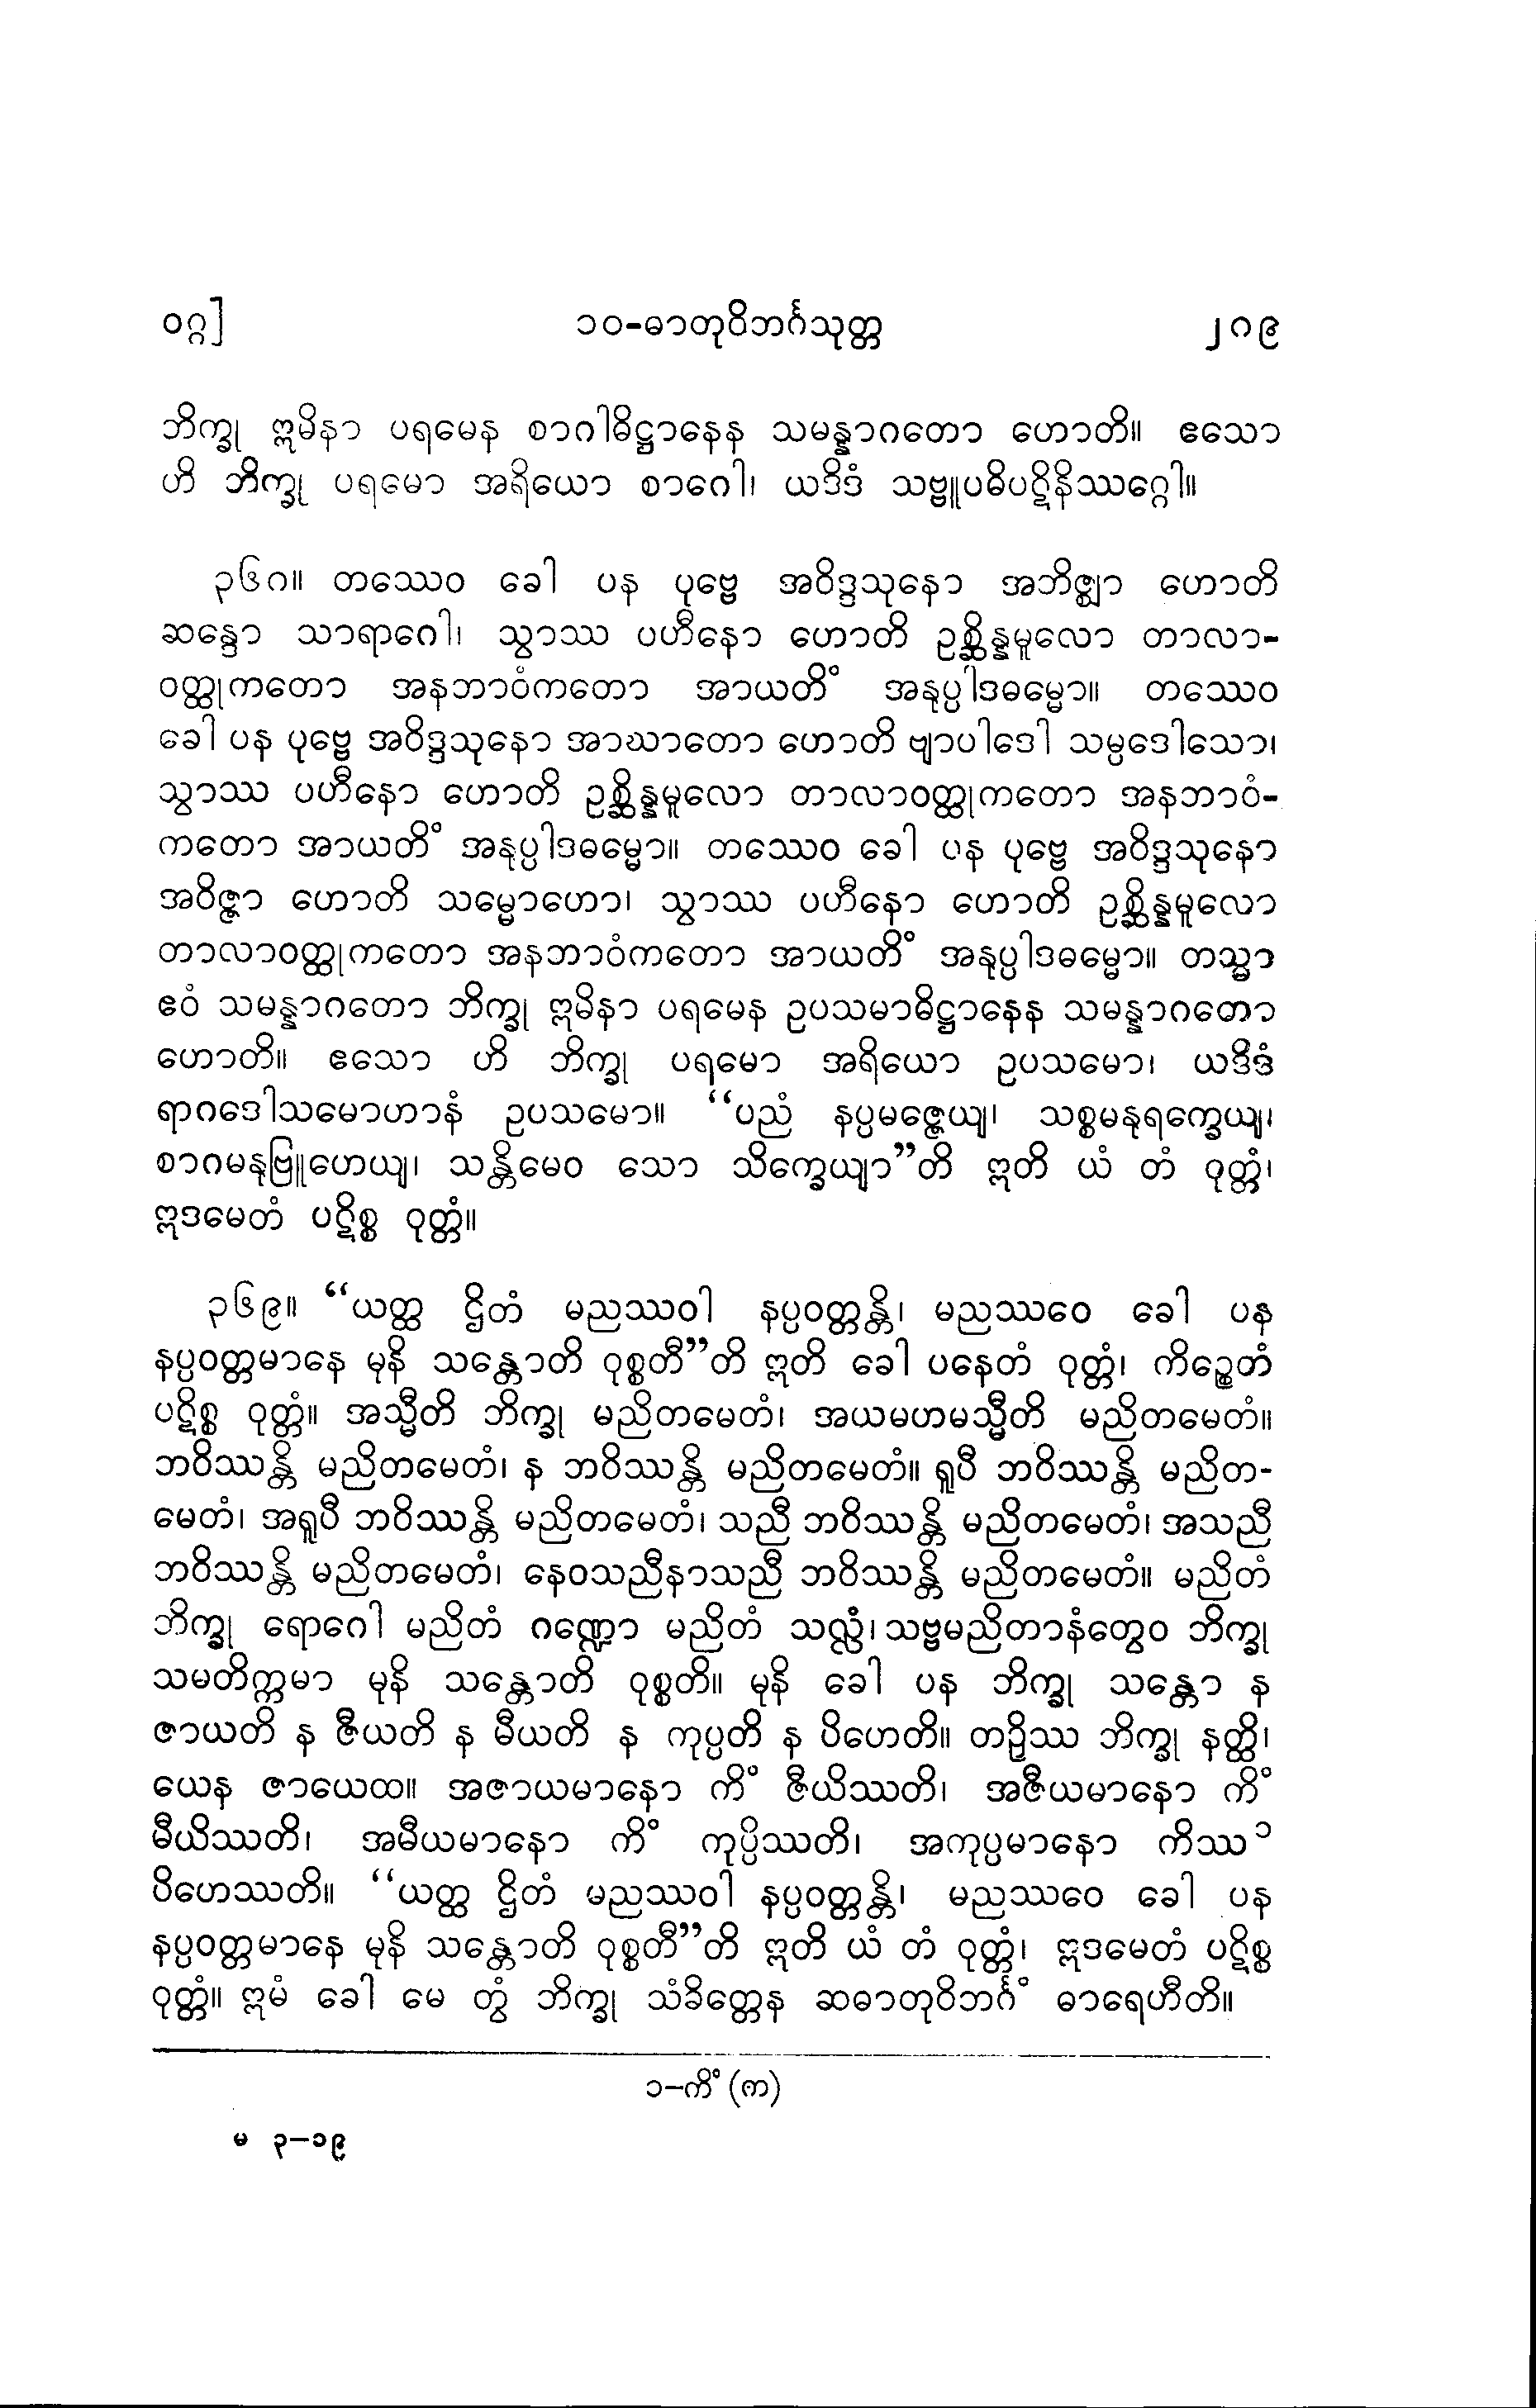 ဝဂ္ဂ] ၁၀-ဓာတုဝိဘင်္ဂသုတ္တ ၂၈၉
ဘိက္ခု ဣမိနာ ပရမေန စာဂါဓိဋ္ဌာနေန သမန္နာဂတော ဟောတိ။ ဧသော
ဟိ ဘိက္ခု ပရမော အရိယော စာဂေါ၊ ယဒိဒံ သဗ္ဗူပဓိပဋိနိဿဂ္ဂေါ။
၃၆၈။ တဿေဝ ခေါ ပန ပုဗ္ဗေ အဝိဒ္ဒသုနော အဘိဇ္ဈာ ဟောတိ
ဆန္ဒော သာရာဂေါ၊ သွာဿ ပဟီနော ဟောတိ ဥစ္ဆိန္နမူလော တာလာ-
ဝတ္ထုကတော အနဘာဝံကတော အာယတိံ အနုပ္ပါဒဓမ္မော။ တဿေဝ
ခေါ ပန ပုဗ္ဗေ အဝိဒ္ဒသုနော အာဃာတော ဟောတိ ဗျာပါဒေါ သမ္ပဒေါသော၊
သွာဿ ပဟီနော ဟောတိ ဥစ္ဆိန္နမူလော တာလာဝတ္ထုကတော အနဘာဝံ-
ကတော အာယတိံ အနုပ္ပါဒဓမ္မော။ တဿေဝ ခေါ ပန ပုဗ္ဗေ အဝိဒ္ဒသုနော
အဝိဇ္ဇာ ဟောတိ သမ္မောဟော၊ သွာဿ ပဟီနော ဟောတိ ဥစ္ဆိန္နမူလော
တာလာဝတ္ထုကတော အနဘာဝံကတော အာယတိံ အနုပ္ပါဒဓမ္မော။ တသ္မာ
ဧဝံ သမန္နာဂတော ဘိက္ခု ဣမိနာ ပရမေန ဥပသမာဓိဋ္ဌာနေန သမန္နာဂတော
ဟောတိ။ ဧသော ဟိ ဘိက္ခု ပရမော အရိယော ဥပသမော၊ ယဒိဒံ
ရာဂဒေါသမောဟာနံ ဥပသမော။ “ပညံ နပ္ပမဇ္ဇေယျ၊ သစ္စမနုရက္ခေယျ၊
စာဂမနုဗြူဟေယျ၊ သန္တိမေဝ သော သိက္ခေယျာ”တိ ဣတိ ယံ တံ ဝုတ္တံ၊
ဣဒမေတံ ပဋိစ္စ ဝုတ္တံ။
၃၆၉။ “ယတ္ထ ဌိတံ မညဿဝါ နပ္ပဝတ္တန္တိ၊ မညဿဝေ ခေါ ပန
နပ္ပဝတ္တမာနေ မုနိ သန္တောတိ ဝုစ္စတီ”တိ ဣတိ ခေါ ပနေတံ ဝုတ္တံ၊ ကိဉ္စေတံ
ပဋိစ္စ ဝုတ္တံ။ အသ္မီတိ ဘိက္ခု မညိတမေတံ၊ အယမဟမသ္မီတိ မညိတမေတံ။
ဘဝိဿန္တိ မညိတမေတံ၊ န ဘဝိဿန္တိ မညိတမေတံ။ ရူပီ ဘဝိဿန္တိ မညိတ-
မေတံ၊ အရူပီ ဘဝိဿန္တိ မညိတမေတံ၊ သညီ ဘဝိဿန္တိ မညိတမေတံ၊ အသညီ
ဘဝိဿန္တိ မညိတမေတံ၊ နေဝသညီနာသညီ ဘဝိဿန္တိ မညိတမေတံ။ မညိတံ
ဘိက္ခု ရောဂေါ မညိတံ ဂဏ္ဍော မညိတံ သလ္လံ၊ သဗ္ဗမညိတာနံတွေဝ ဘိက္ခု
သမတိက္ကမာ မုနိ သန္တောတိ ဝုစ္စတိ။ မုနိ ခေါ ပန ဘိက္ခု သန္တော န
ဇာယတိ န ဇီယတိ န မီယတိ န ကုပ္ပတိ န ပိဟေတိ။ တဉှိဿ ဘိက္ခု နတ္ထိ၊
ယေန ဇာယေထ။ အဇာယမာနော ကိံ ဇီယိဿတိ၊ အဇီယမာနော ကိံ
မီယိဿတိ၊ အမီယမာနော ကိံ ကုပ္ပိဿတိ၊ အကုပ္ပမာနော ကိဿ ၁
ပိဟေဿတိ။ “ယတ္ထ ဌိတံ မညဿဝါ နပ္ပဝတ္တန္တိ၊ မညဿဝေ ခေါ ပန
နပ္ပဝတ္တမာနေ မုနိ သန္တောတိ ဝုစ္စတီ”တိ ဣတိ ယံ တံ ဝုတ္တံ၊ ဣဒမေတံ ပဋိစ္စ
ဝုတ္တံ။ ဣမံ ခေါ မေ တွံ ဘိက္ခု သံခိတ္တေန ဆဓာတုဝိဘင်္ဂံ ဓာရေဟီတိ။
၁-ကိံ (က)
မ ၃-၁၉